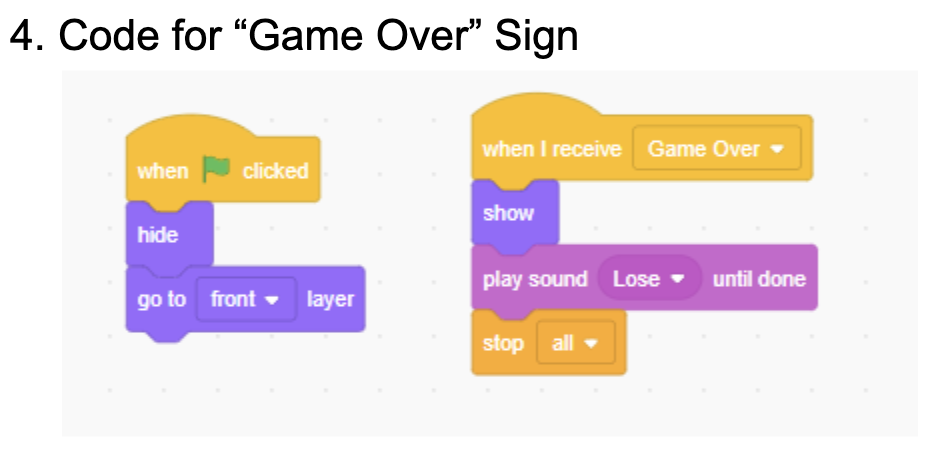 4. Code for “Game Over” Sign
when clicked
hide
go to front layer
when I receive Game Over
show
play sound Lose until done
stop all